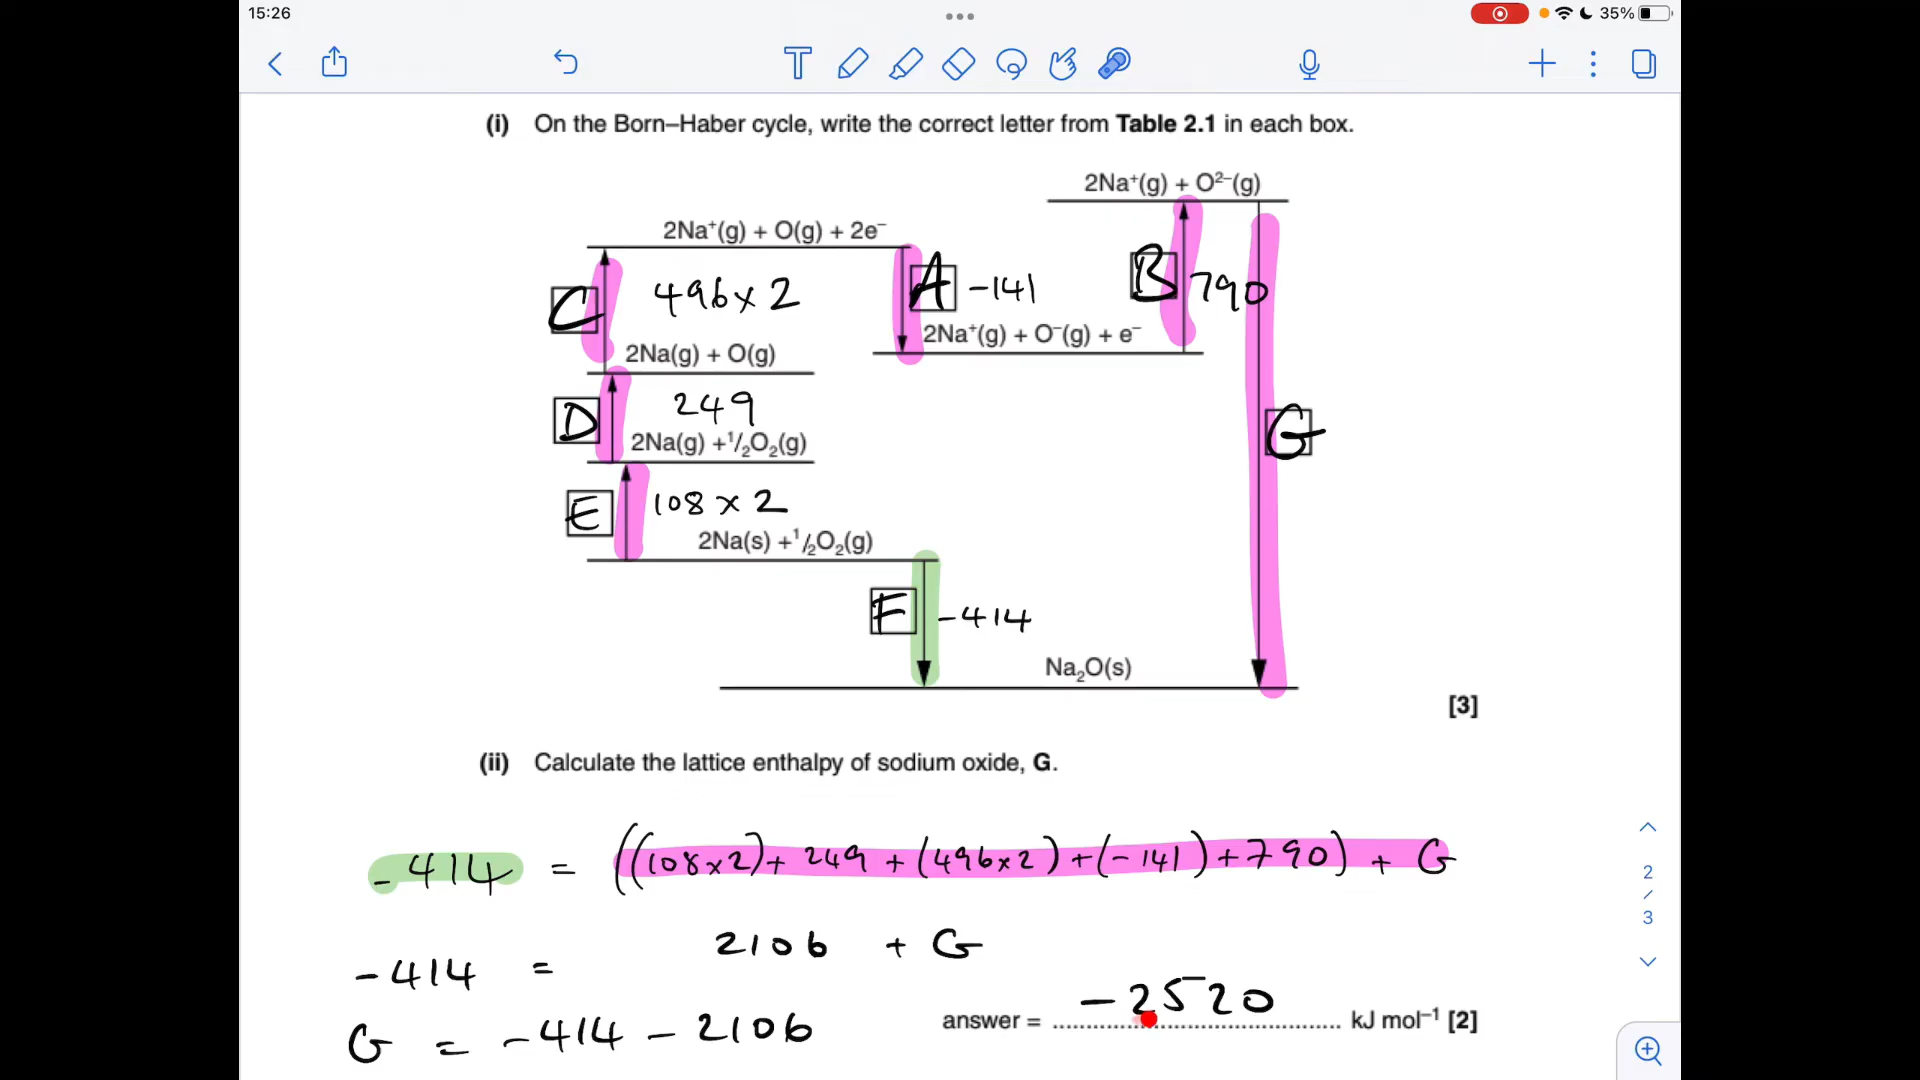 15:26
35%
T
(i) On the Born–Haber cycle, write the correct letter from Table 2.1 in each box.
2Na⁺(g) + O²⁻(g)
2Na⁺(g) + O(g) + 2e⁻
C 496 x 2
A -141
B 790
2Na⁺(g) + O⁻(g) + e⁻
2Na(g) + O(g)
D 249
G
2Na(g) + ½O₂(g)
E 108 x 2
2Na(s) + ½O₂(g)
F -414
Na₂O(s)
[3]
(ii) Calculate the lattice enthalpy of sodium oxide, G.
-414 = ((108x2)+ 249 + (496x2) + (-141) + 790) + G
2
3
-414 = 2106 + G
G = -414 - 2106
answer = -2520 kJ mol⁻¹ [2]